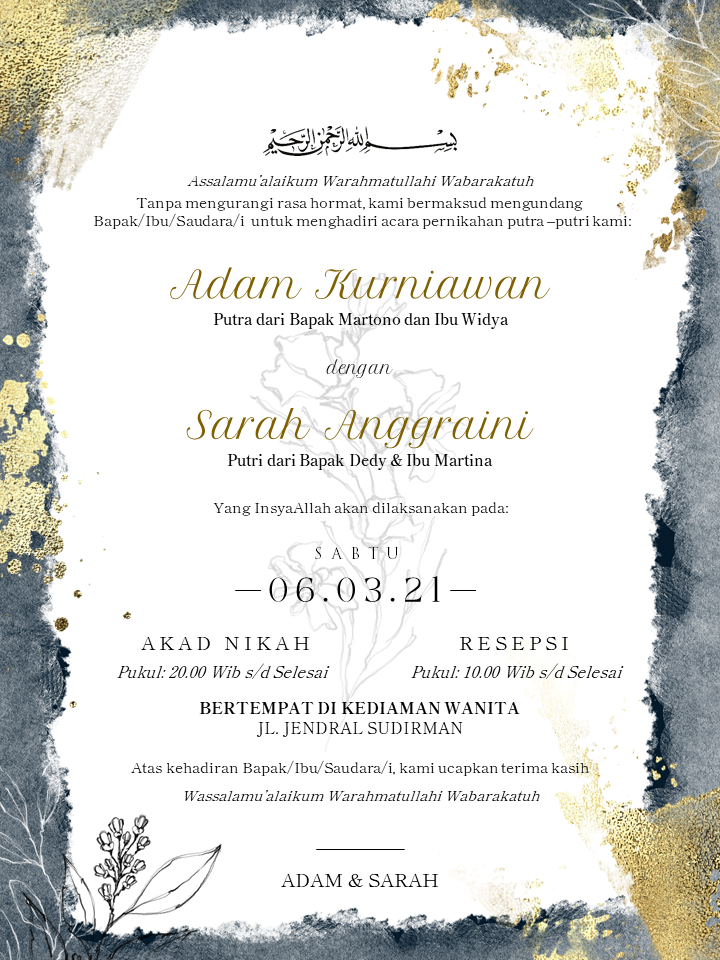 بسم الله الرحمن الرحيم
Assalamu'alaikum Warahmatullahi Wabarakatuh
Tanpa mengurangi rasa hormat, kami bermaksud mengundang
Bapak/Ibu/Saudara/i untuk menghadiri acara pernikahan putra –putri kami:
Adam Kurniawan
Putra dari Bapak Martono dan Ibu Widya
dengan
Sarah Anggraini
Putri dari Bapak Dedy & Ibu Martina
Yang InsyaAllah akan dilaksanakan pada:
SABTU
—06.03.21—
AKAD NIKAH
Pukul: 20.00 Wib s/d Selesai
RESEPSI
Pukul: 10.00 Wib s/d Selesai
BERTEMPAT DI KEDIAMAN WANITA
JL. JENDRAL SUDIRMAN
Atas kehadiran Bapak/Ibu/Saudara/i, kami ucapkan terima kasih
Wassalamu'alaikum Warahmatullahi Wabarakatuh
ADAM & SARAH